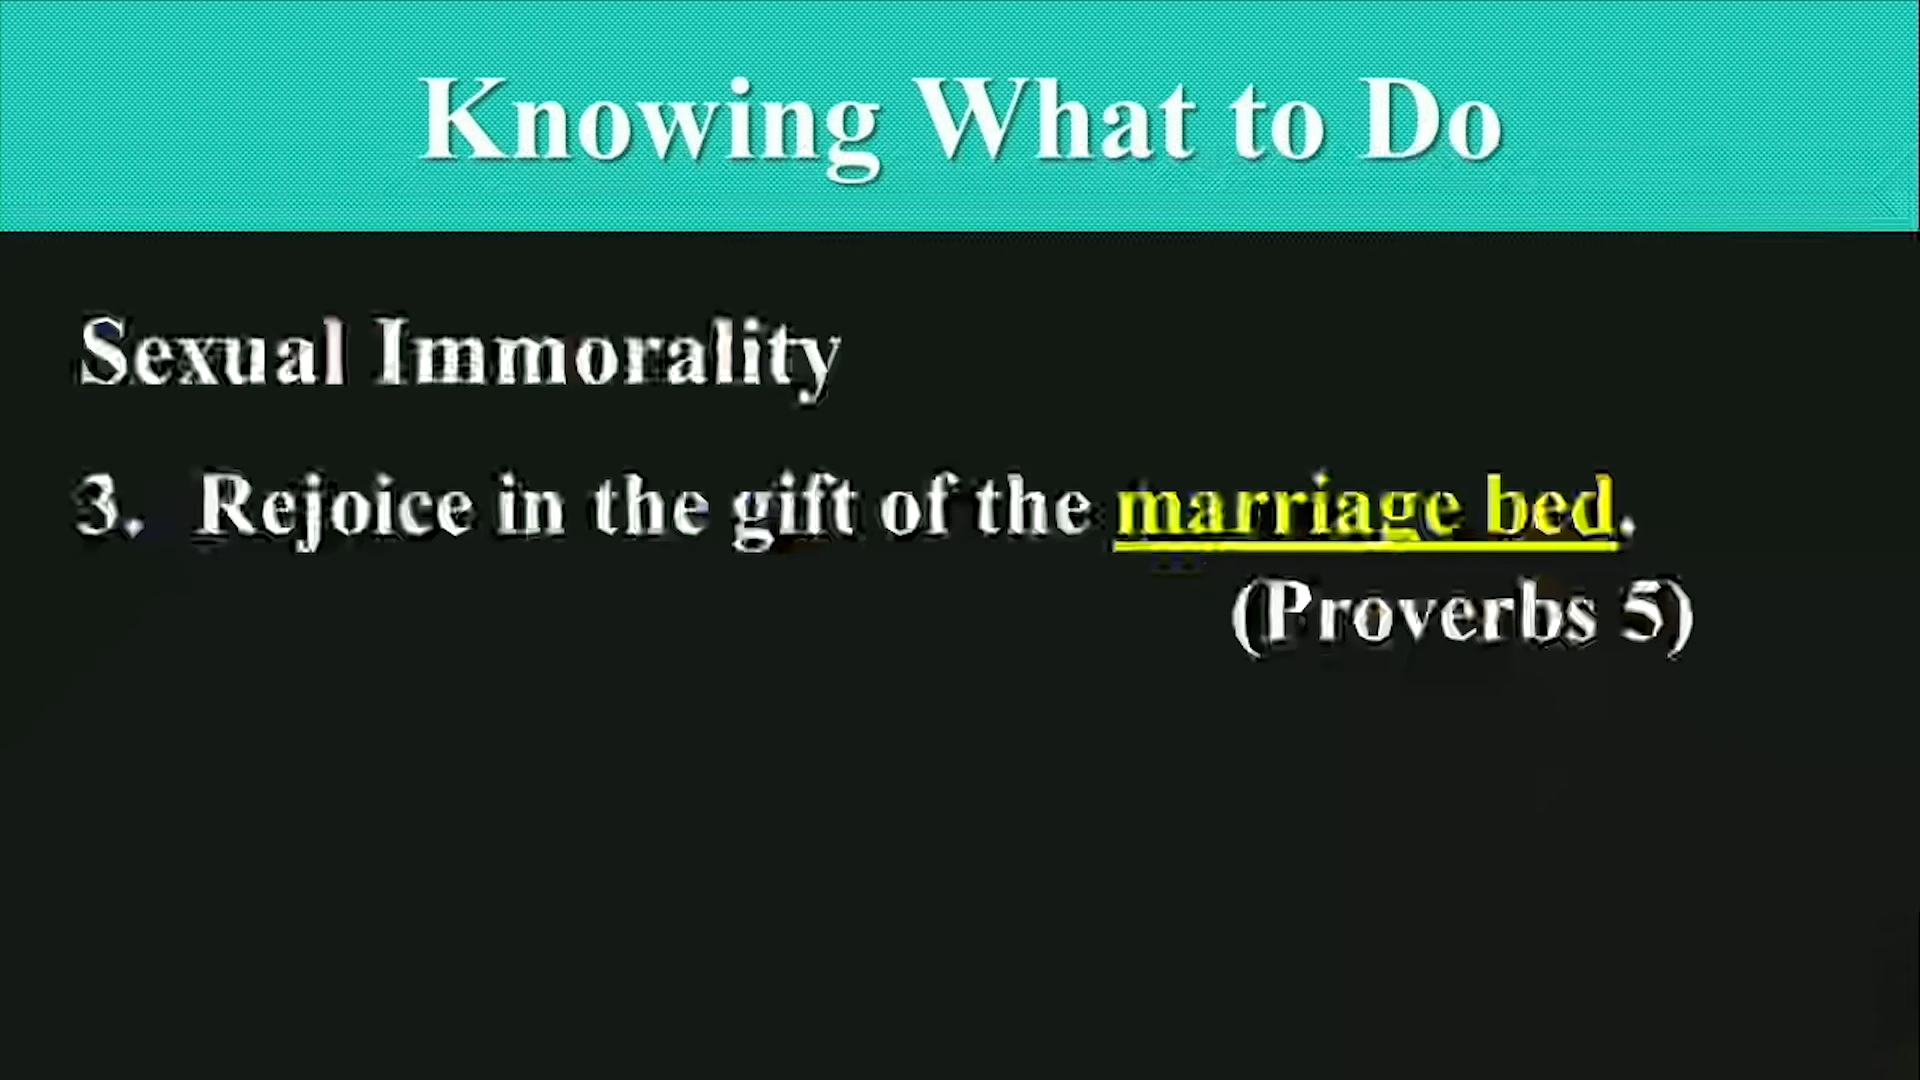 Knowing What to Do
Sexual Immorality
3. Rejoice in the gift of the marriage bed.
(Proverbs 5)